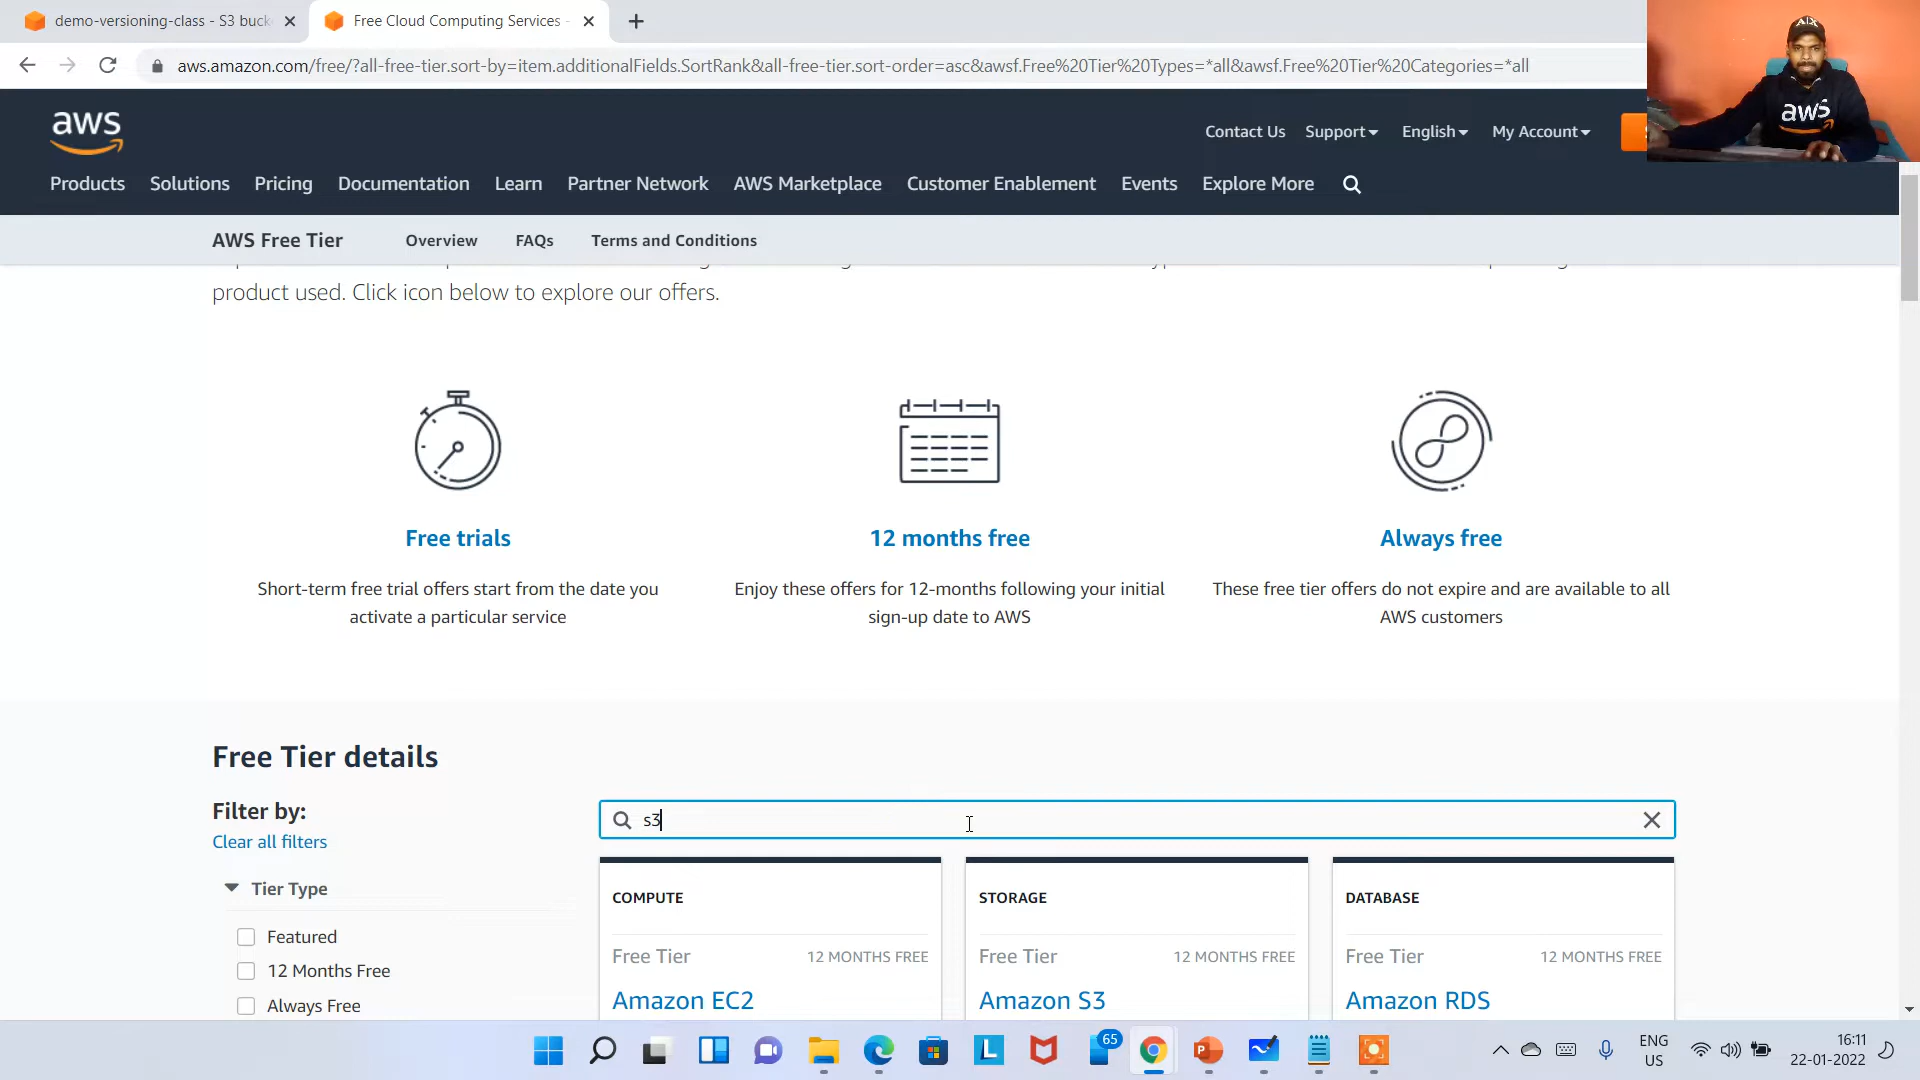 demo-versioning-class - S3 buck
Free Cloud Computing Services -
aws.amazon.com/free/?all-free-tier.sort-by=item.additionalFields.SortRank&all-free-tier.sort-order=asc&awsf.Free%20Tier%20Types=*all&awsf.Free%20Tier%20Categories=*all
aws
Contact Us Support English My Account
aws
Products Solutions Pricing Documentation Learn Partner Network AWS Marketplace Customer Enablement Events Explore More
AWS Free Tier Overview FAQs Terms and Conditions
product used. Click icon below to explore our offers.
Free trials
Short-term free trial offers start from the date you
activate a particular service
12 months free
Enjoy these offers for 12-months following your initial
sign-up date to AWS
Always free
These free tier offers do not expire and are available to all
AWS customers
Free Tier details
Filter by:
Clear all filters
Tier Type
Featured
12 Months Free
Always Free
s3
COMPUTE
Free Tier 12 MONTHS FREE
Amazon EC2
STORAGE
Free Tier 12 MONTHS FREE
Amazon S3
DATABASE
Free Tier 12 MONTHS FREE
Amazon RDS
65
ENG
US
16:11
22-01-2022